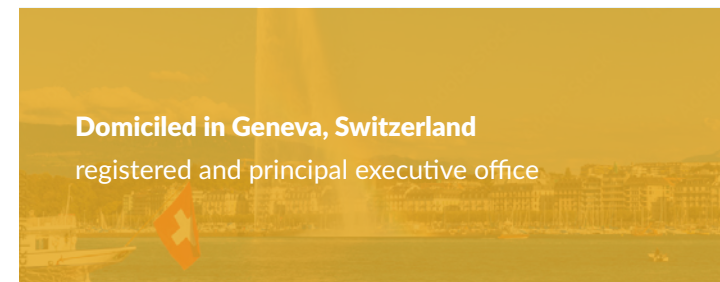 Domiciled in Geneva, Switzerland
registered and principal executive office